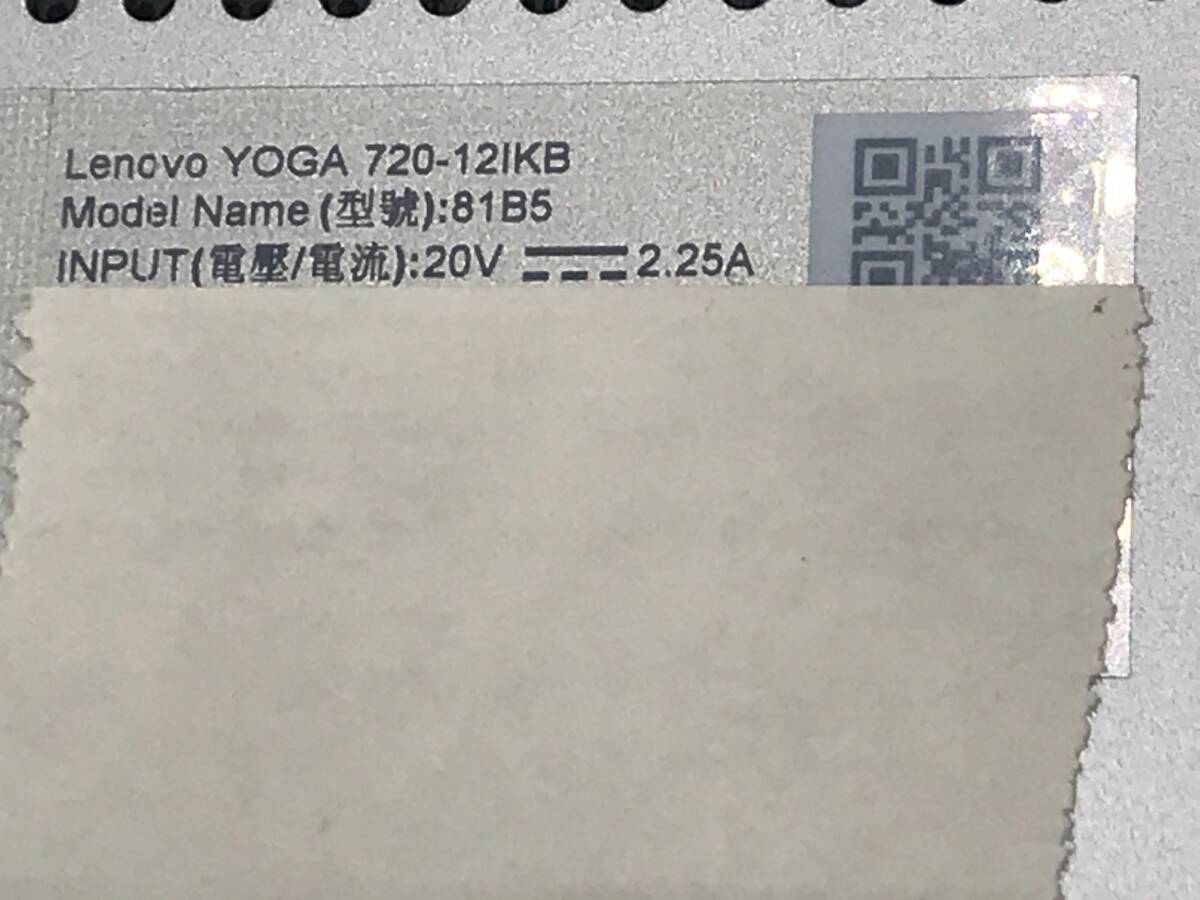 Lenovo YOGA 720-12IKB
Model Name (型號):81B5
INPUT(電壓/電流):20V ⎓ 2.25A